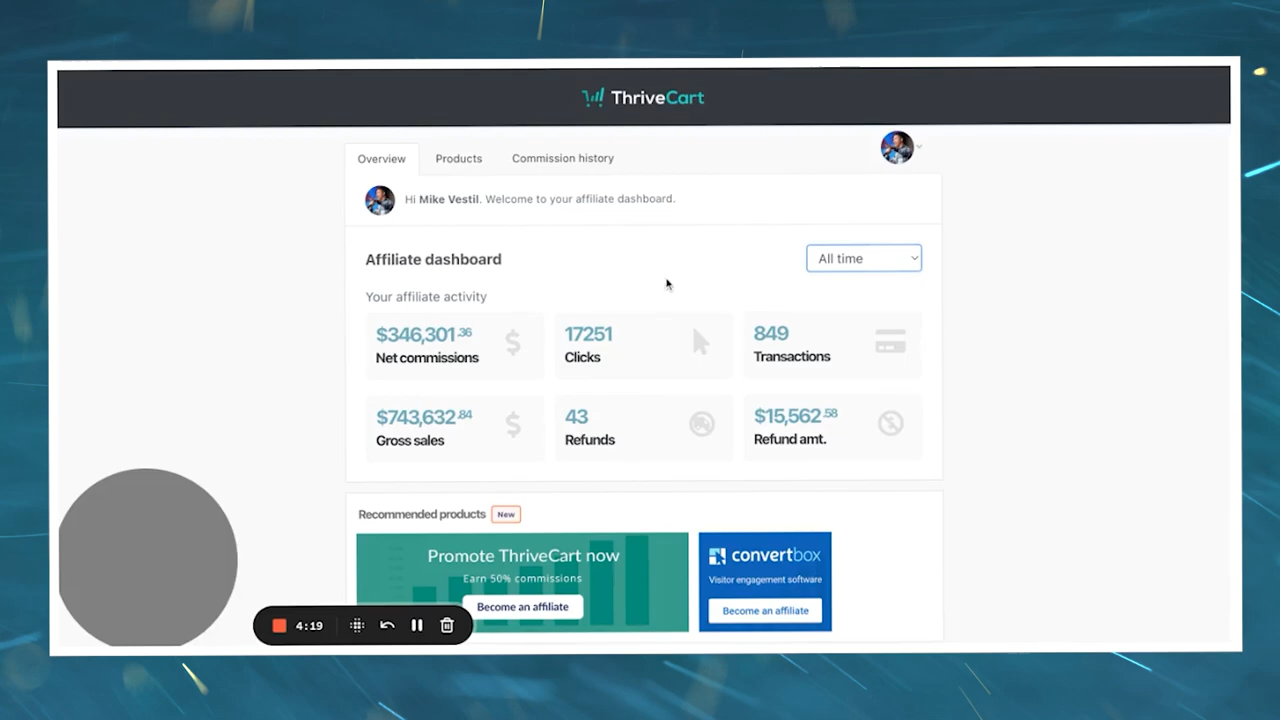 ThriveCart
Overview Products Commission history
Hi Mike Vestil. Welcome to your affiliate dashboard.
Affiliate dashboard
All time
Your affiliate activity
$346,301.36 17251 849
Net commissions Clicks Transactions
$743,632.84 43 $15,562.58
Gross sales Refunds Refund amt.
Recommended products New
Promote ThriveCart now
Earn 50% commissions
Become an affiliate
convertbox
Visitor engagement software
Become an affiliate
4:19